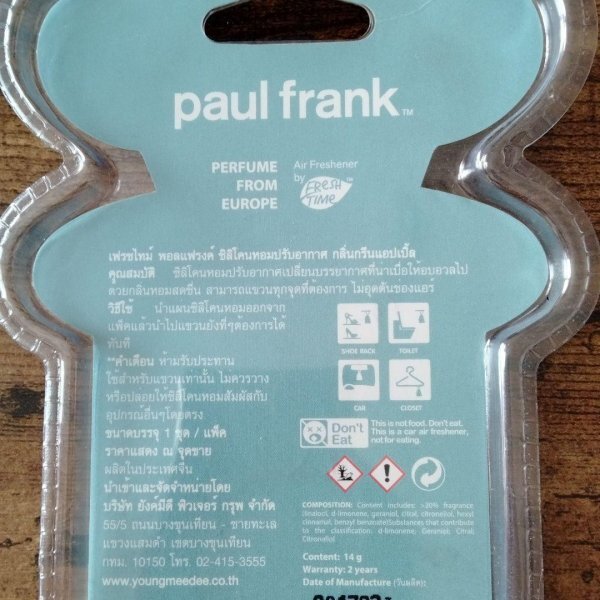 paul frank™
PERFUME
FROM
EUROPE
Air Freshener
by FRESH TIME™
เฟรชไทม์ พอลแฟรงค์ ซิลิโคนหอมปรับอากาศ กลิ่นกรีนแอปเปิ้ล
คุณสมบัติ ซิลิโคนหอมปรับอากาศเปลี่ยนบรรยากาศที่น่าเบื่อให้อบอวลไป
ด้วยกลิ่นหอมสดชื่น สามารถแขวนทุกจุดที่ต้องการ ไม่อุดตันของแอร์
วิธีใช้ นำแผ่นซิลิโคนหอมออกจาก
แพ็คแล้วนำไปแขวนยังที่ๆต้องการได้
ทันที
**คำเตือน ห้ามรับประทาน
ใช้สำหรับแขวนเท่านั้น ไม่ควรวาง
หรือปล่อยให้ซิลิโคนหอมสัมผัสกับ
อุปกรณ์อื่นๆโดยตรง
ขนาดบรรจุ 1 ชุด / แพ็ค
ราคาแสดง ณ จุดขาย
ผลิตในประเทศจีน
นำเข้าและจัดจำหน่ายโดย
บริษัท ยังค์มีดี ฟิวเจอร์ กรุพ จำกัด
55/5 ถนนบางขุนเทียน - ชายทะเล
แขวงแสมดำ เขตบางขุนเทียน
กทม. 10150 โทร. 02-415-3555
www.youngmeedee.co.th
SHOE RACK
TOILET
CAR
CLOSET
Don't
Eat
This is not food. Don't eat.
This is a car air freshener,
not for eating.
COMPOSITION: Content Includes: >20% fragrance
(linalool, d-limonene, geraniol, citral, citronellol, hexyl
cinnamal, benzyl benzoate)Substances that contribute
to the classification. d-limonene, Geraniol, Citral,
Citronellol
Content: 14 g
Warranty: 2 years
Date of Manufacture (วันผลิต):